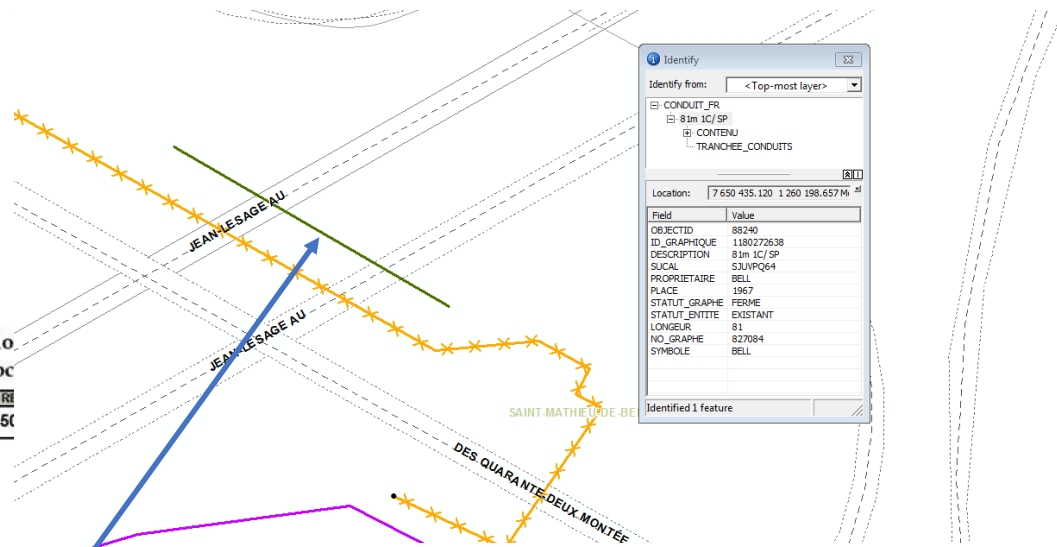 Identify
Identify from: <Top-most layer>
CONDUIT_FR
81m 1C/ SP
CONTENU
TRANCHEE_CONDUITS
Location: 7 650 435.120 1 260 198.657 M
Field Value
OBJECTID 88240
ID_GRAPHIQUE 1180272638
DESCRIPTION 81m 1C/ SP
SUCAL SJUVPQ64
PROPRIETAIRE BELL
PLACE 1967
STATUT_GRAPHE FERME
STATUT_ENTITE EXISTANT
LONGEUR 81
NO_GRAPHE 827084
SYMBOLE BELL
Identified 1 feature
JEAN-LESAGE AU
JEAN-LESAGE AU
SAINT-MATHIEU-DE-BE
DES QUARANTE-DEUX MONTÉE
50